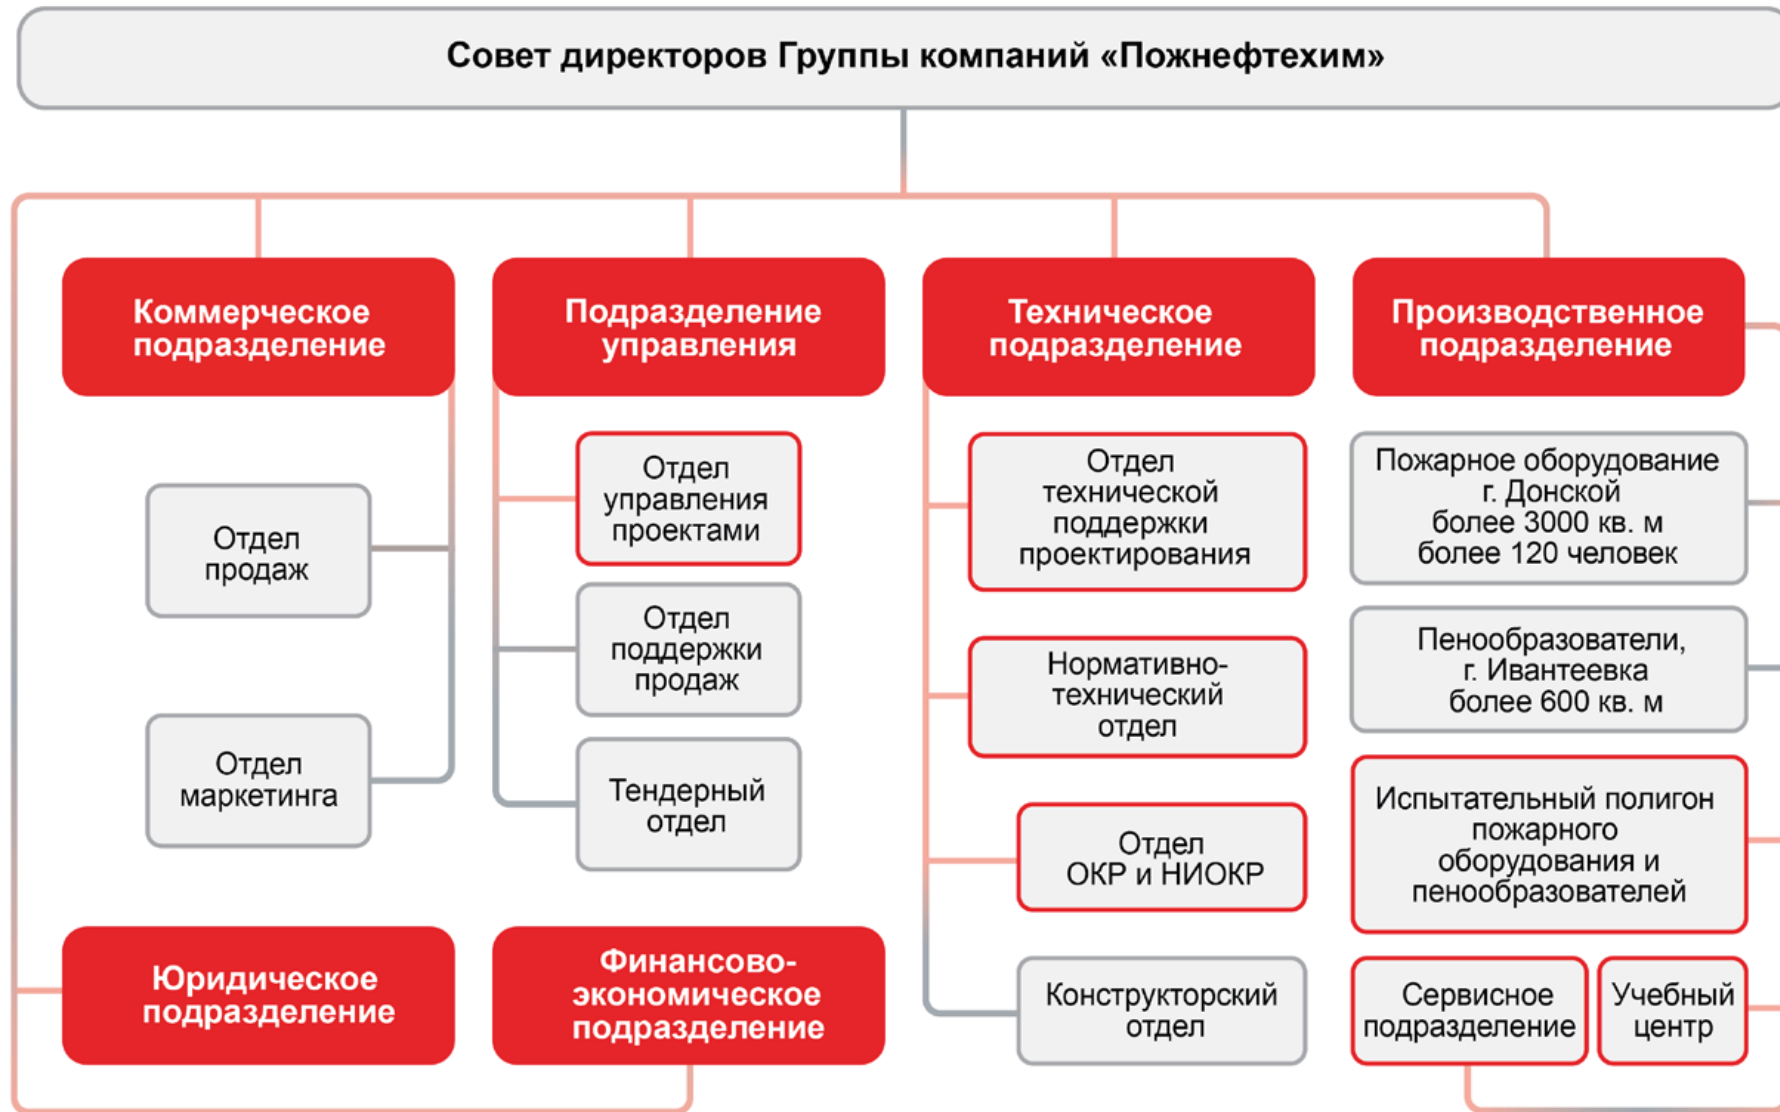 Совет директоров Группы компаний «Пожнефтехим»
Коммерческое
подразделение
Отдел
продаж
Отдел
маркетинга
Подразделение
управления
Отдел
управления
проектами
Отдел
поддержки
продаж
Тендерный
отдел
Техническое
подразделение
Отдел
технической
поддержки
проектирования
Нормативно-
технический
отдел
Отдел
ОКР и НИОКР
Конструкторский
отдел
Производственное
подразделение
Пожарное оборудование
г. Донской
более 3000 кв. м
более 120 человек
Пенообразователи,
г. Ивантеевка
более 600 кв. м
Испытательный полигон
пожарного
оборудования и
пенообразователей
Сервисное
подразделение
Учебный
центр
Юридическое
подразделение
Финансово-
экономическое
подразделение